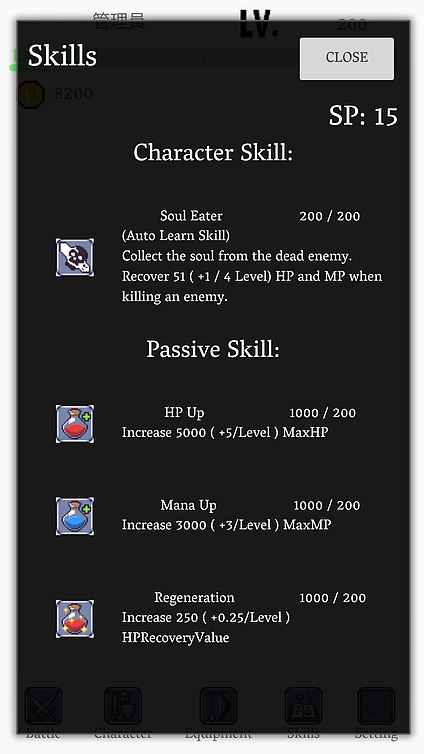 管理員
LV.
200
Skills
CLOSE
8200
SP: 15
Character Skill:
Soul Eater 200 / 200
(Auto Learn Skill)
Collect the soul from the dead enemy.
Recover 51 ( +1 / 4 Level) HP and MP when
killing an enemy.
Passive Skill:
HP Up 1000 / 200
Increase 5000 ( +5/Level ) MaxHP
Mana Up 1000 / 200
Increase 3000 ( +3/Level ) MaxMP
Regeneration 1000 / 200
Increase 250 ( +0.25/Level )
HPRecoveryValue
Battle Character Equipment Skills Setting